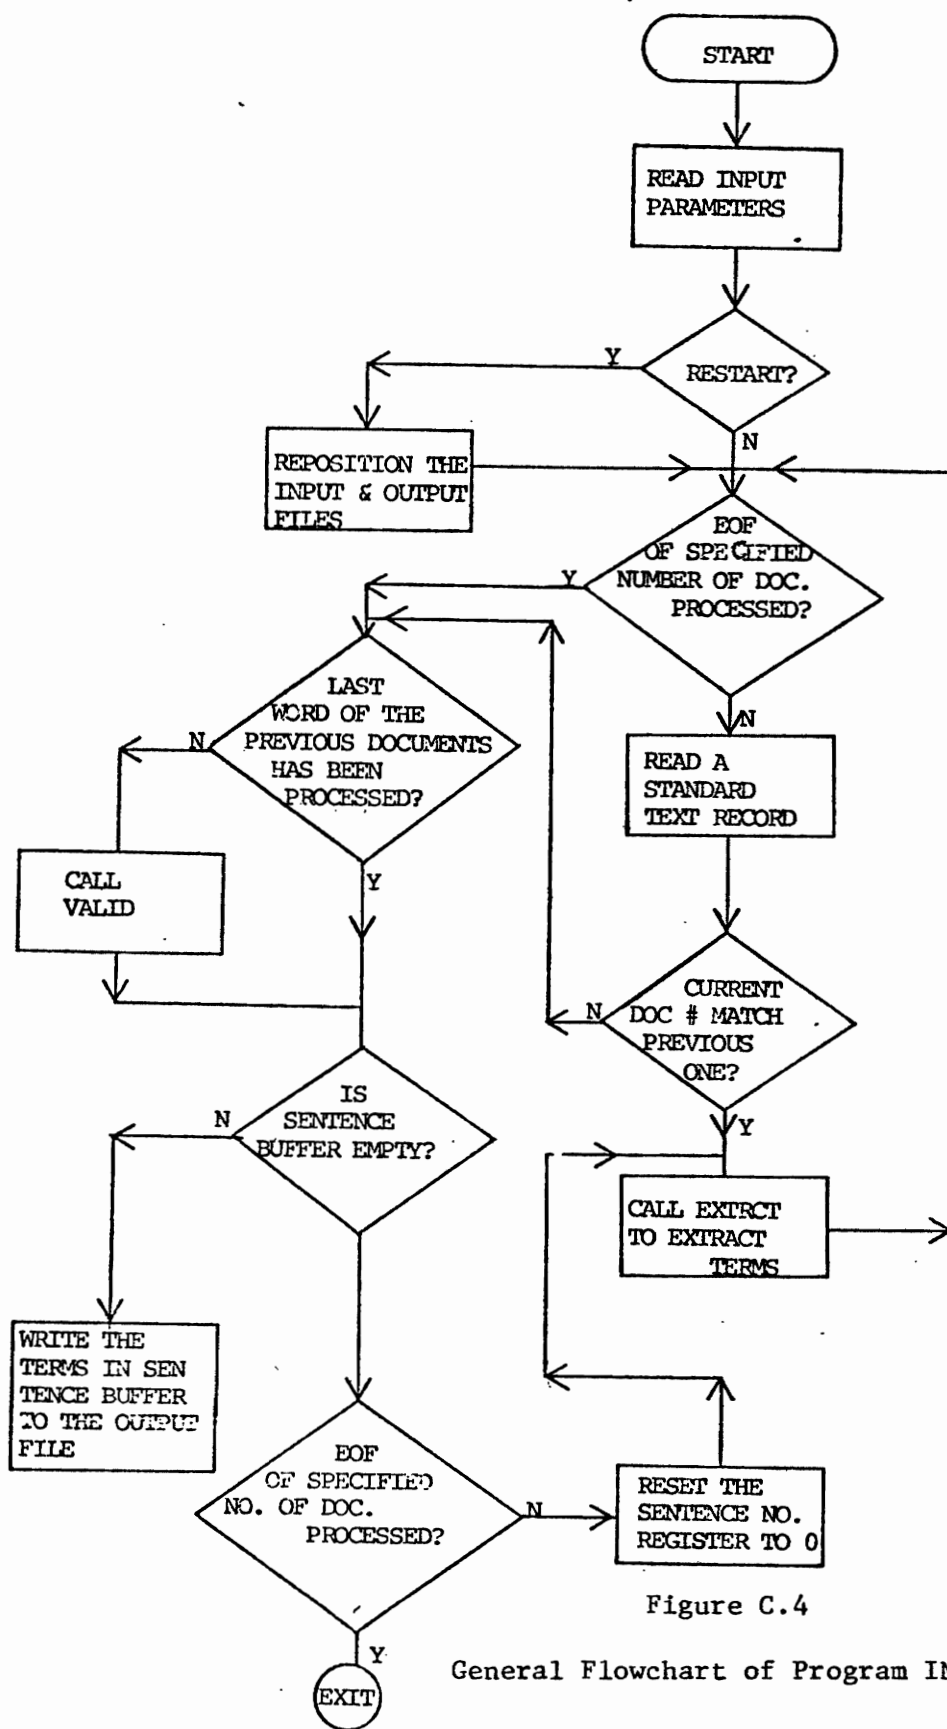 START
READ INPUT
PARAMETERS
RESTART?
Y
N
REPOSITION THE
INPUT & OUTPUT
FILES
EOF
OF SPECIFIED
NUMBER OF DOC.
PROCESSED?
Y
N
LAST
WORD OF THE
PREVIOUS DOCUMENTS
HAS BEEN
PROCESSED?
N
Y
READ A
STANDARD
TEXT RECORD
CALL
VALID
CURRENT
DOC # MATCH
PREVIOUS
ONE?
N
Y
IS
SENTENCE
BUFFER EMPTY?
N
CALL EXTRCT
TO EXTRACT
TERMS
WRITE THE
TERMS IN SEN
TENCE BUFFER
TO THE OUTPUT
FILE
EOF
OF SPECIFIED
NO. OF DOC.
PROCESSED?
N
Y
RESET THE
SENTENCE NO.
REGISTER TO 0
EXIT
Figure C.4
General Flowchart of Program IN